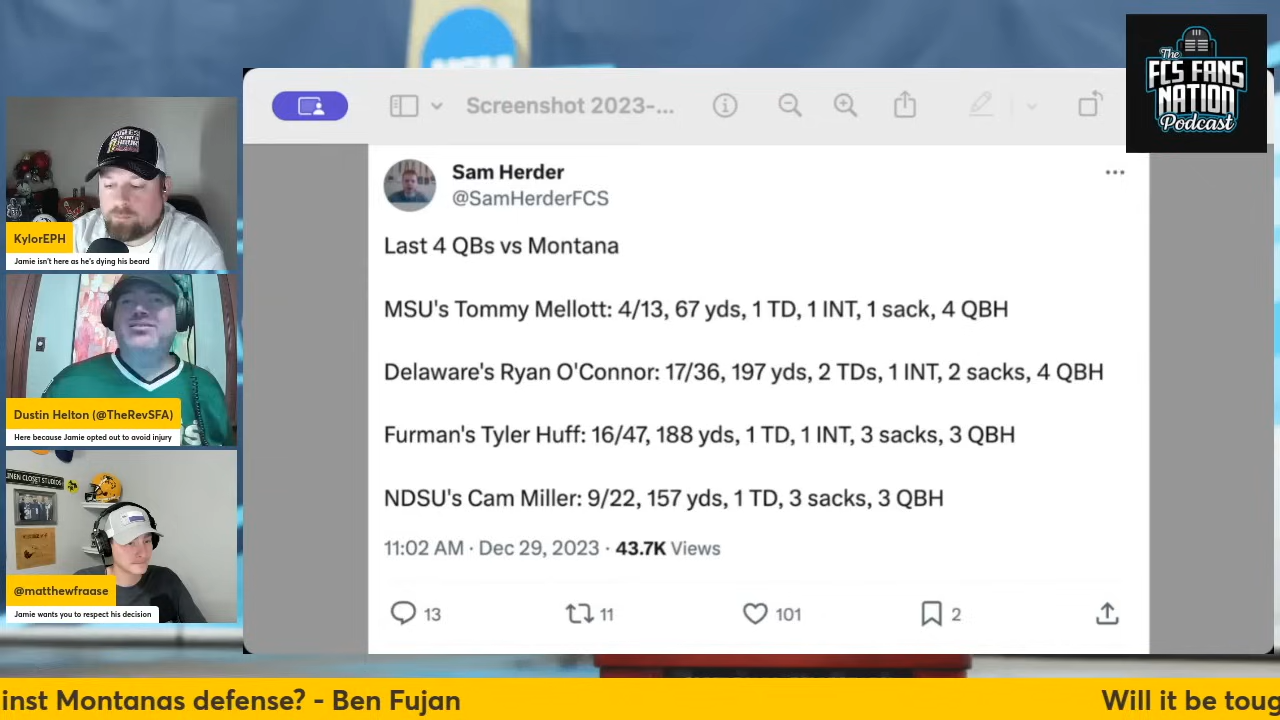 The
FCS FANS
NATION
Podcast
Screenshot 2023-...
Sam Herder
@SamHerderFCS
Last 4 QBs vs Montana
MSU's Tommy Mellott: 4/13, 67 yds, 1 TD, 1 INT, 1 sack, 4 QBH
Delaware's Ryan O'Connor: 17/36, 197 yds, 2 TDs, 1 INT, 2 sacks, 4 QBH
Furman's Tyler Huff: 16/47, 188 yds, 1 TD, 1 INT, 3 sacks, 3 QBH
NDSU's Cam Miller: 9/22, 157 yds, 1 TD, 3 sacks, 3 QBH
11:02 AM · Dec 29, 2023 · 43.7K Views
13
11
101
2
KylorEPH
Jamie isn't here as he's dying his beard
Dustin Helton (@TheRevSFA)
Here because Jamie opted out to avoid injury
LINEN CLOSET STUDIOS
@matthewfraase
Jamie wants you to respect his decision
inst Montanas defense? - Ben Fujan
Will it be toug